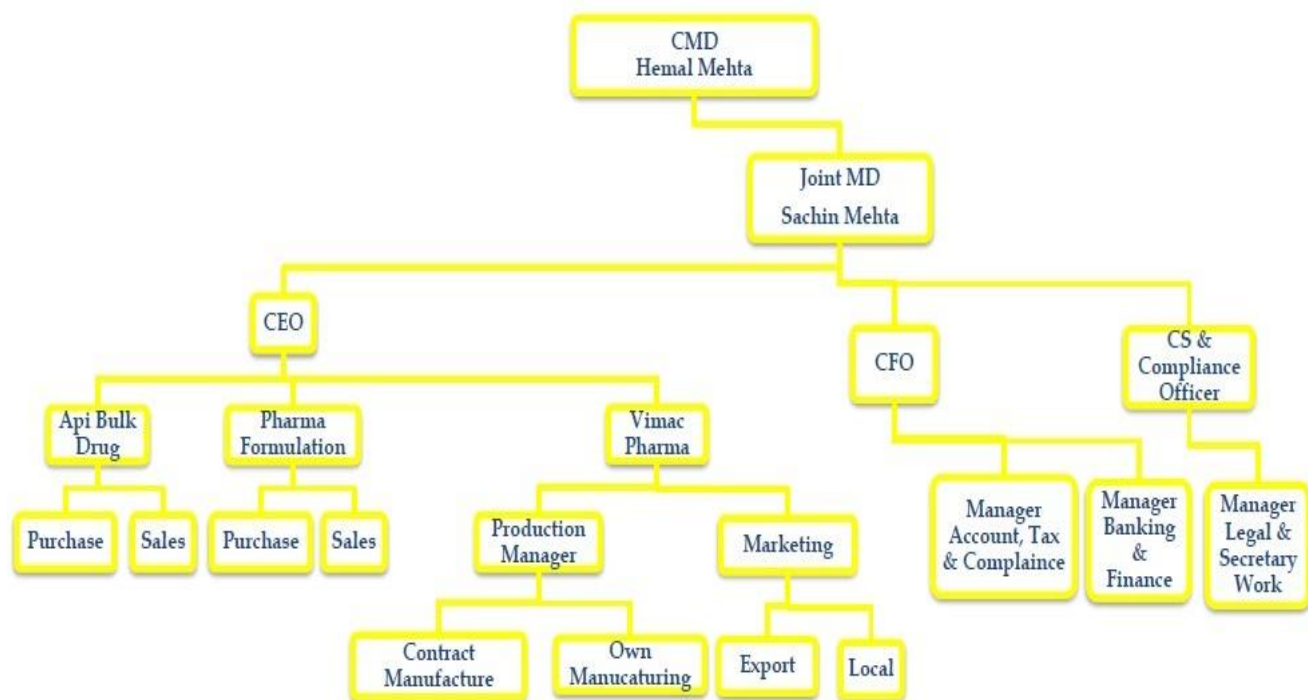 CMD
Hemal Mehta
Joint MD
Sachin Mehta
CEO
CFO
CS &
Compliance
Officer
Api Bulk
Drug
Pharma
Formulation
Vimac
Pharma
Purchase
Sales
Purchase
Sales
Production
Manager
Marketing
Manager
Account, Tax
& Complaince
Manager
Banking
&
Finance
Manager
Legal &
Secretary
Work
Contract
Manufacture
Own
Manucaturing
Export
Local